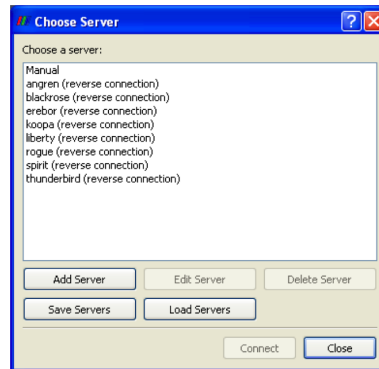 Choose Server
Choose a server:
Manual
angren (reverse connection)
blackrose (reverse connection)
erebor (reverse connection)
koopa (reverse connection)
liberty (reverse connection)
rogue (reverse connection)
spirit (reverse connection)
thunderbird (reverse connection)
Add Server Edit Server Delete Server
Save Servers Load Servers
Connect Close